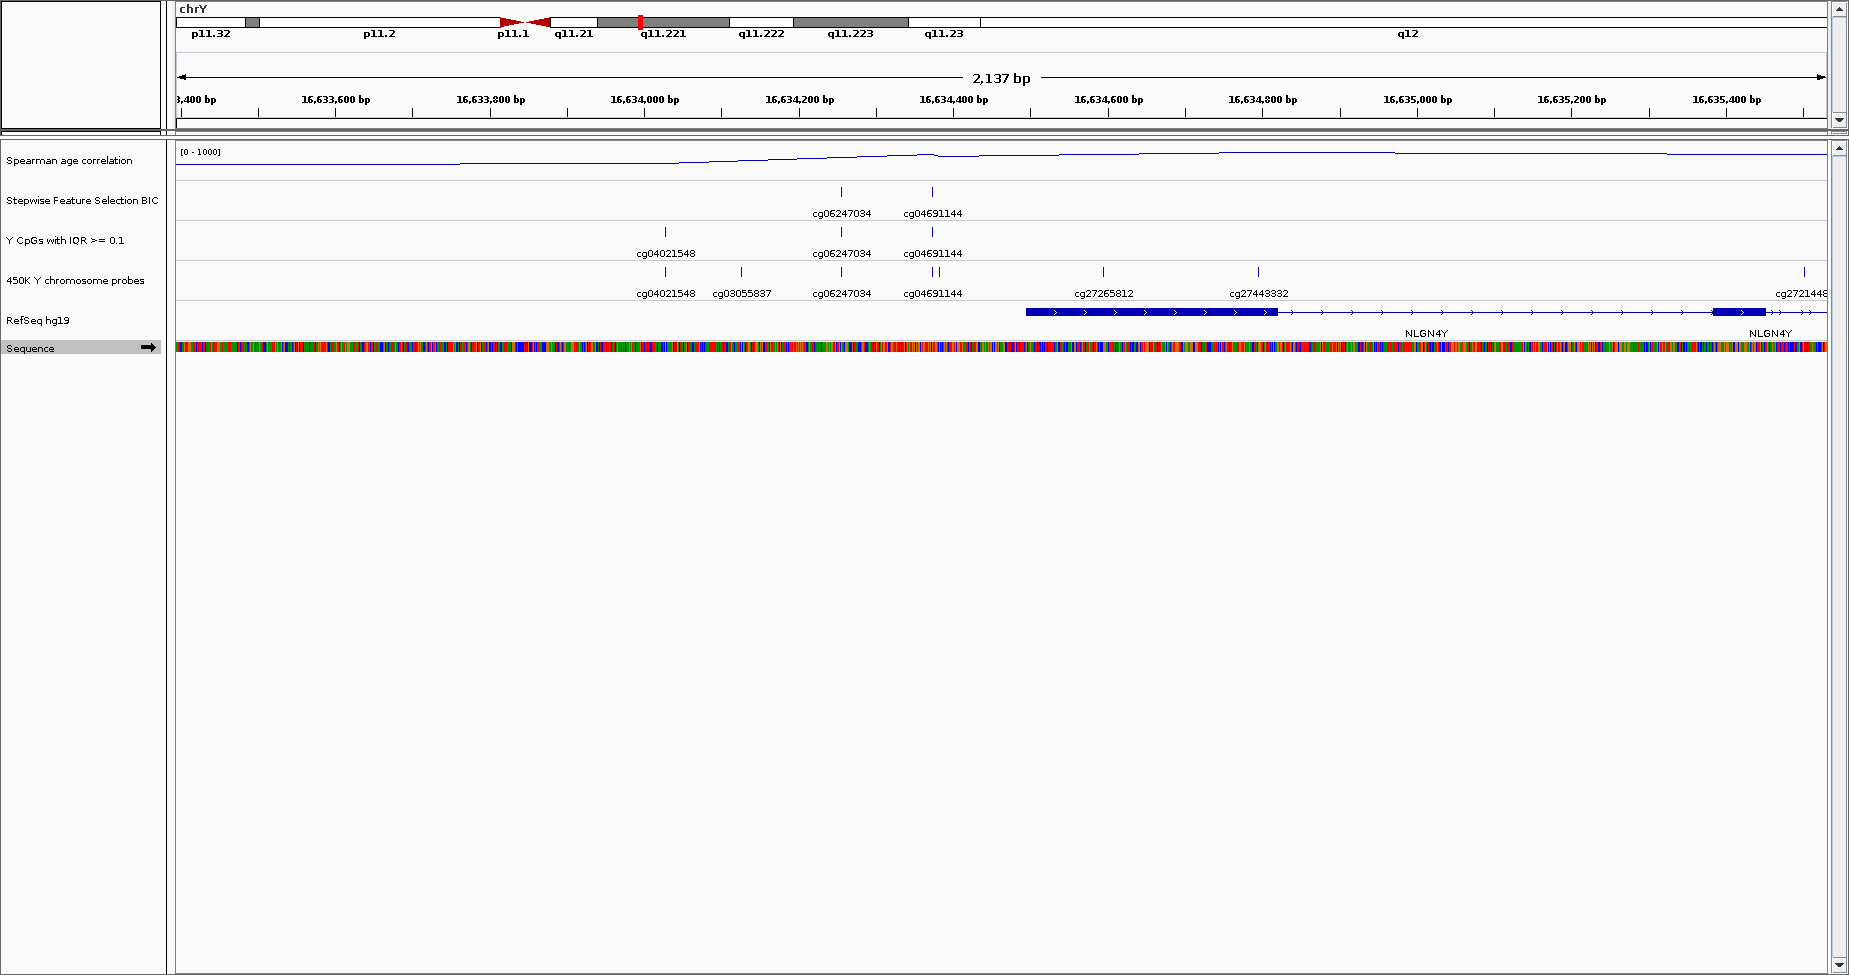 chrY
p11.32 p11.2 p11.1 q11.21 q11.221 q11.222 q11.223 q11.23 q12
2,137 bp
3,400 bp 16,633,600 bp 16,633,800 bp 16,634,000 bp 16,634,200 bp 16,634,400 bp 16,634,600 bp 16,634,800 bp 16,635,000 bp 16,635,200 bp 16,635,400 bp
[0 - 1000]
Spearman age correlation
Stepwise Feature Selection BIC
cg06247034 cg04691144
Y CpGs with IQR >= 0.1
cg04021548 cg06247034 cg04691144
450K Y chromosome probes
cg04021548 cg03055837 cg06247034 cg04691144 cg27265812 cg27443332 cg2721448
RefSeq hg19
NLGN4Y NLGN4Y
Sequence